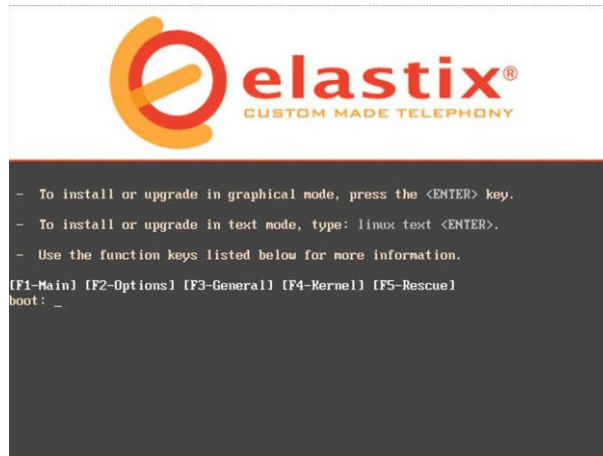 elastix®
CUSTOM MADE TELEPHONY
- To install or upgrade in graphical mode, press the <ENTER> key.
- To install or upgrade in text mode, type: linux text <ENTER>.
- Use the function keys listed below for more information.
[F1-Main] [F2-Options] [F3-General] [F4-Kernel] [F5-Rescue]
boot: _